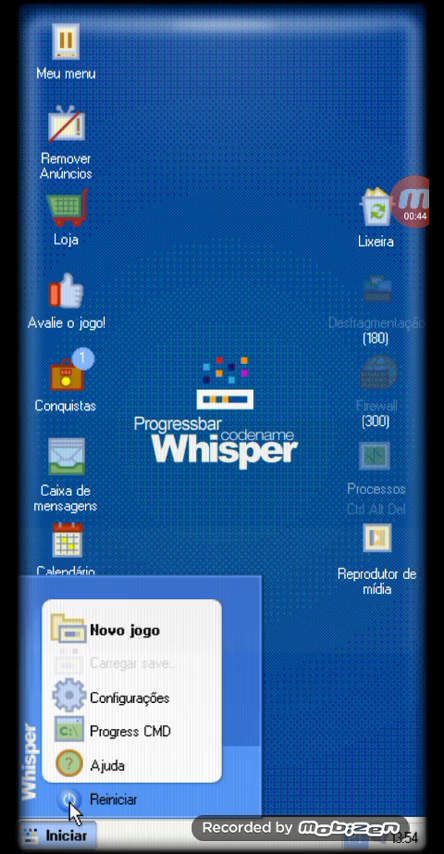 Meu menu
Remover
Anúncios
Loja
Avalie o jogo!
1
Conquistas
Caixa de
mensagens
Calendário
00:44
Lixeira
Destragmentação
(180)
Firewall
(300)
Processos
Ctrl Alt Del
Reprodutor de
mídia
Progressbar
codename
Whisper
Whisper
Novo jogo
Carregar save...
Configurações
C:\
Progress CMD
?
Ajuda
Reiniciar
Iniciar
Recorded by Mobizen
13:54